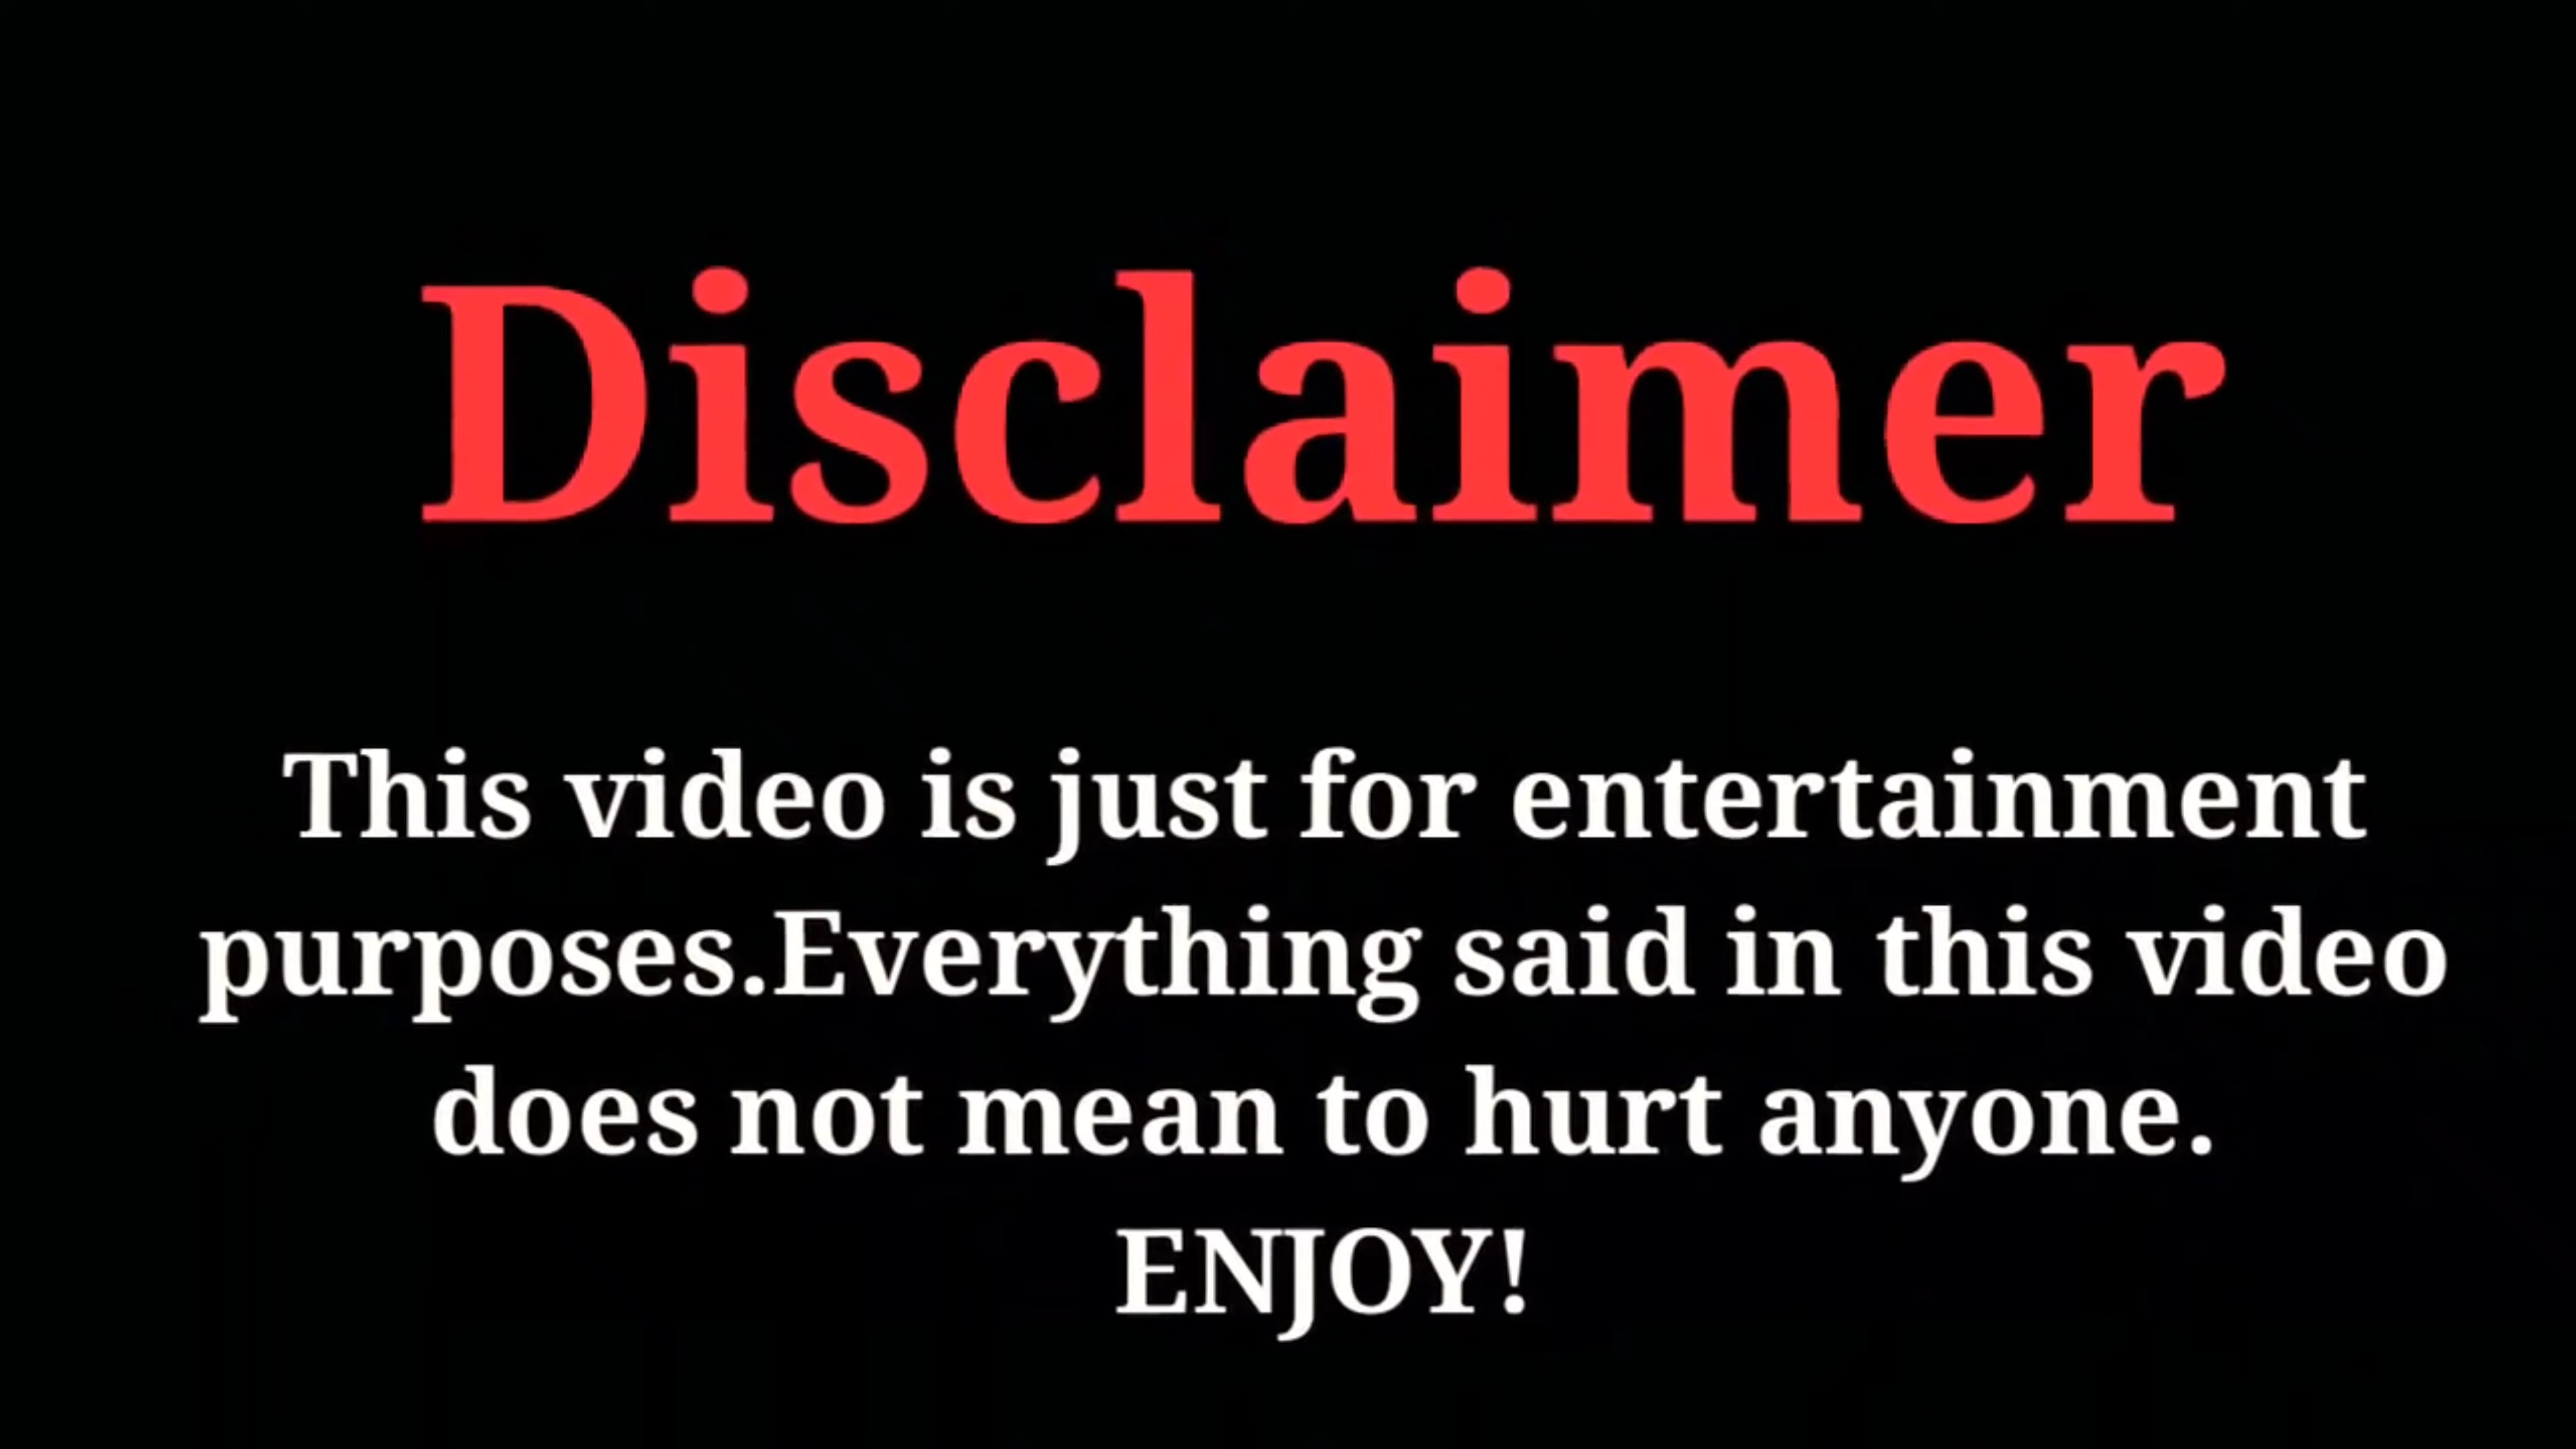 Disclaimer
This video is just for entertainment
purposes.Everything said in this video
does not mean to hurt anyone.
ENJOY!